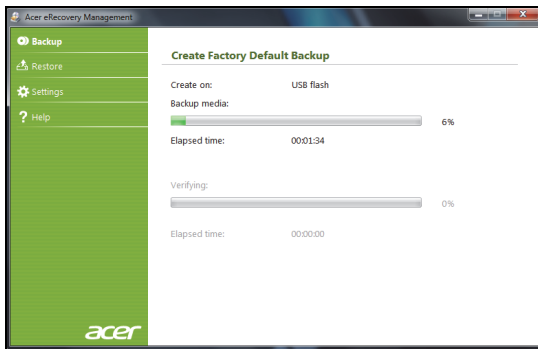 Acer eRecovery Management
Backup
Restore
Settings
? Help
Create Factory Default Backup
Create on: USB flash
Backup media:
6%
Elapsed time: 00:01:34
Verifying:
0%
Elapsed time: 00:00:00
acer